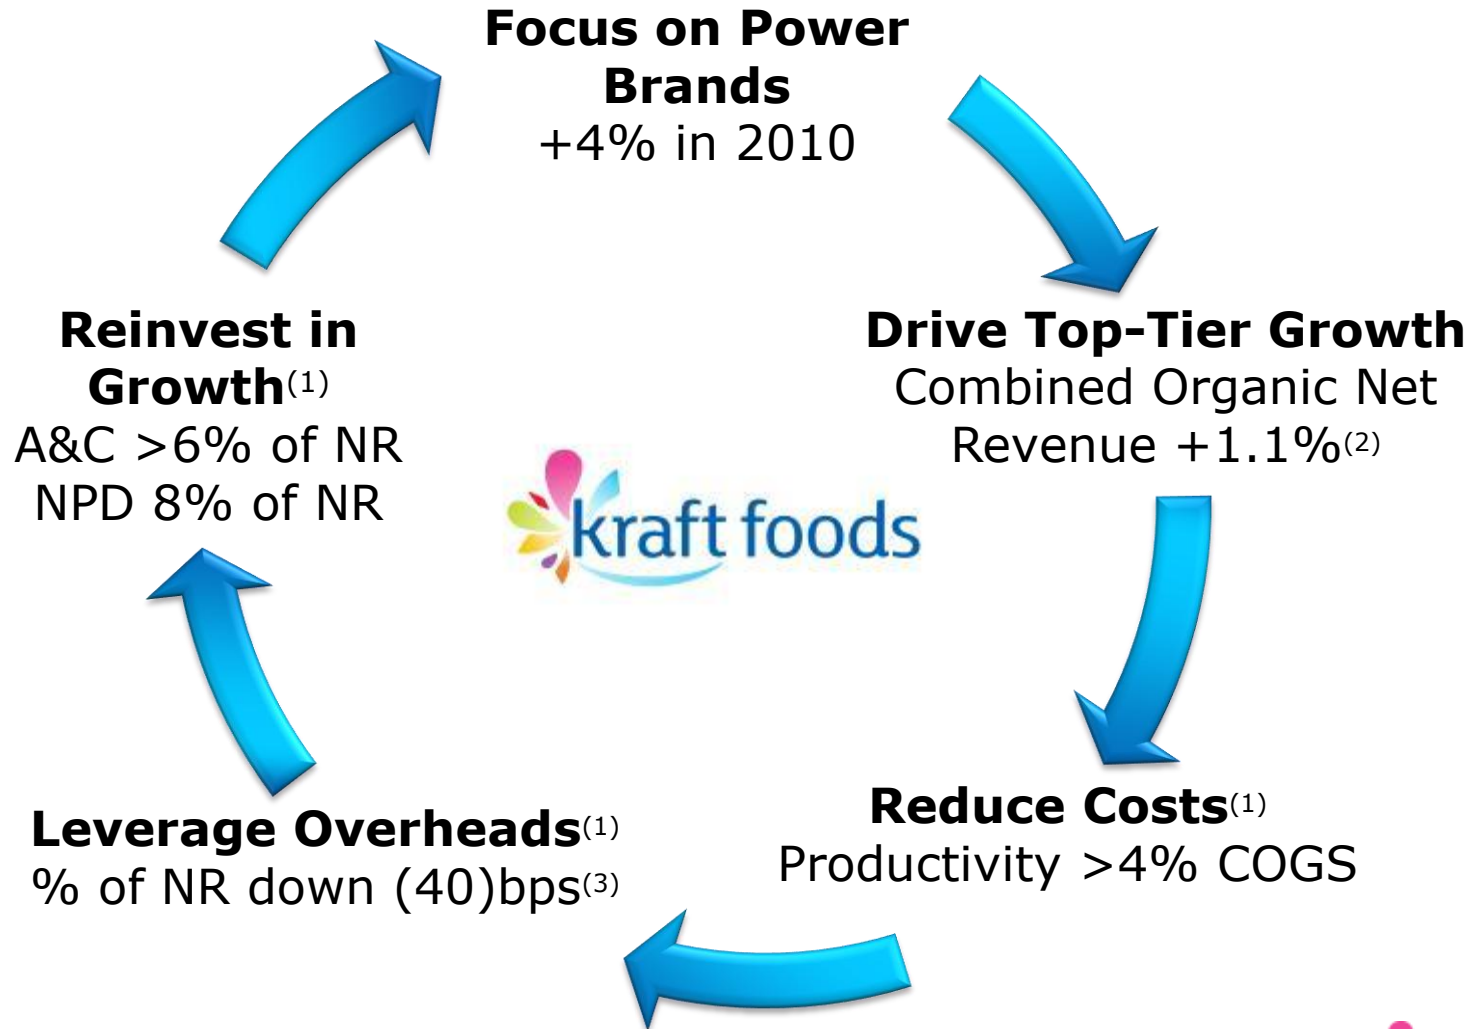 Focus on Power
Brands
+4% in 2010
Drive Top-Tier Growth
Combined Organic Net
Revenue +1.1%(2)
Reduce Costs(1)
Productivity >4% COGS
Leverage Overheads(1)
% of NR down (40)bps(3)
Reinvest in
Growth(1)
A&C >6% of NR
NPD 8% of NR
kraft foods